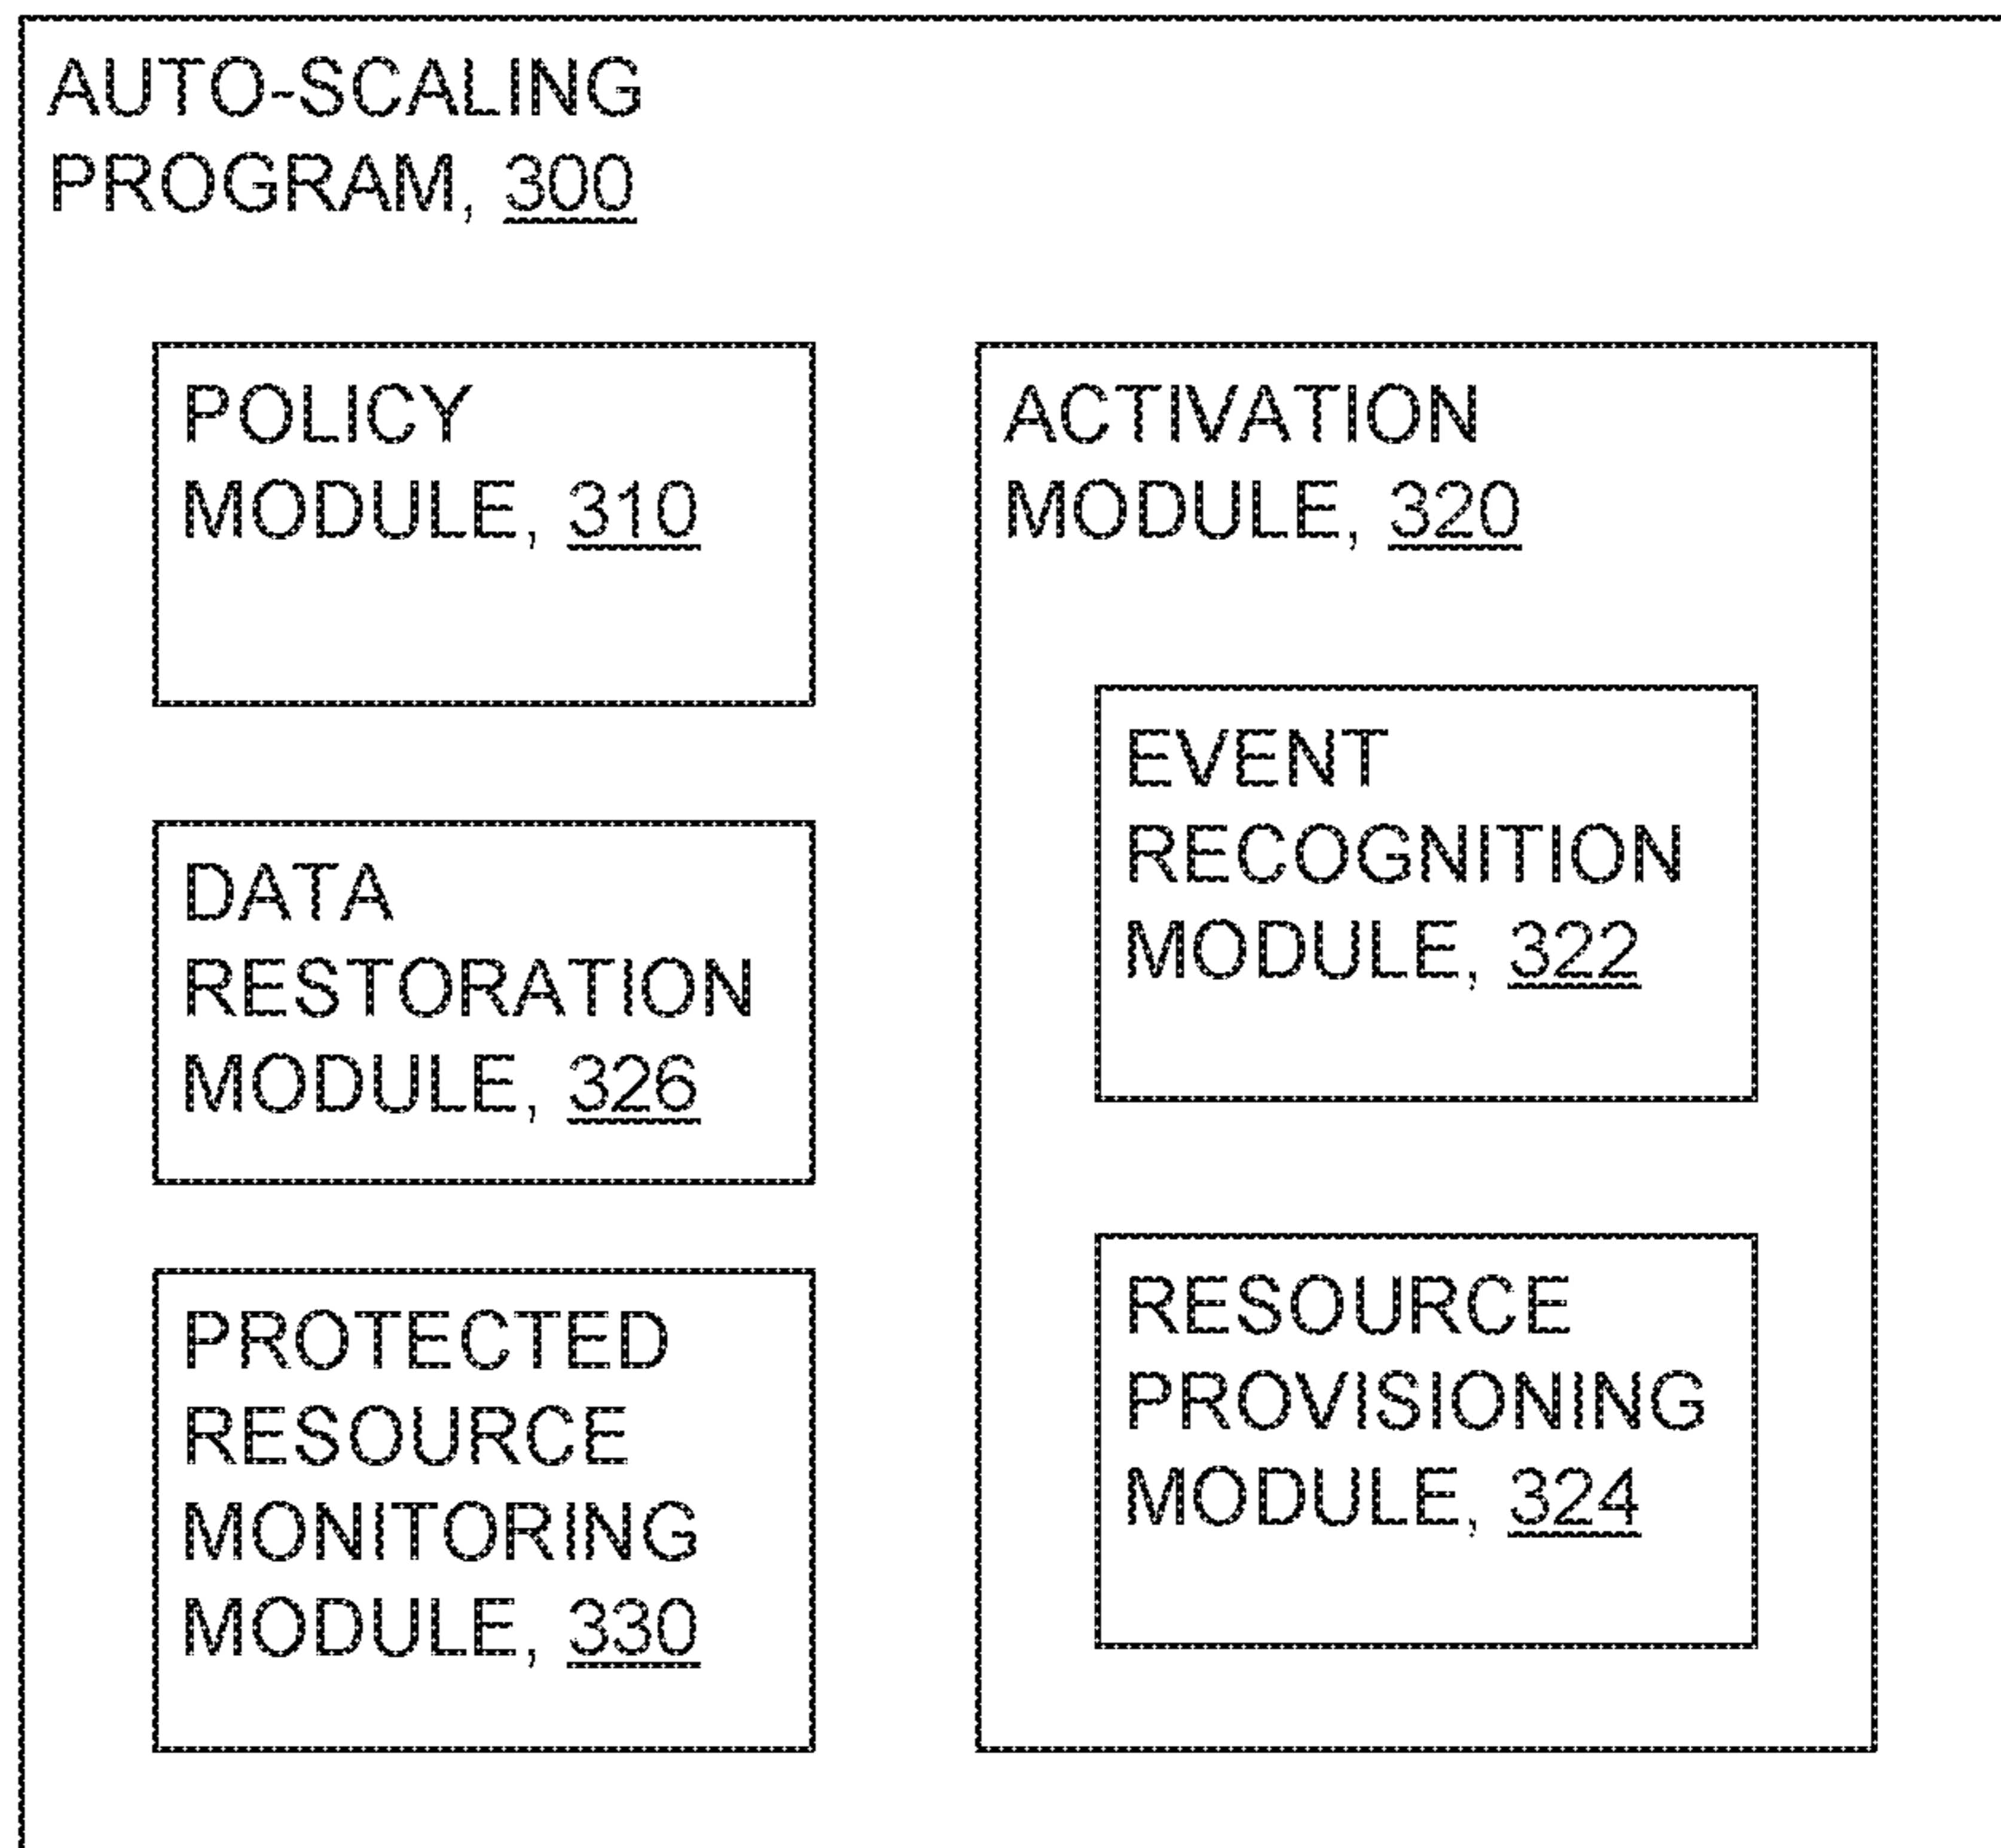 AUTO-SCALING
PROGRAM, 300
POLICY
MODULE, 310
DATA
RESTORATION
MODULE, 326
PROTECTED
RESOURCE
MONITORING
MODULE, 330
ACTIVATION
MODULE, 320
EVENT
RECOGNITION
MODULE, 322
RESOURCE
PROVISIONING
MODULE, 324